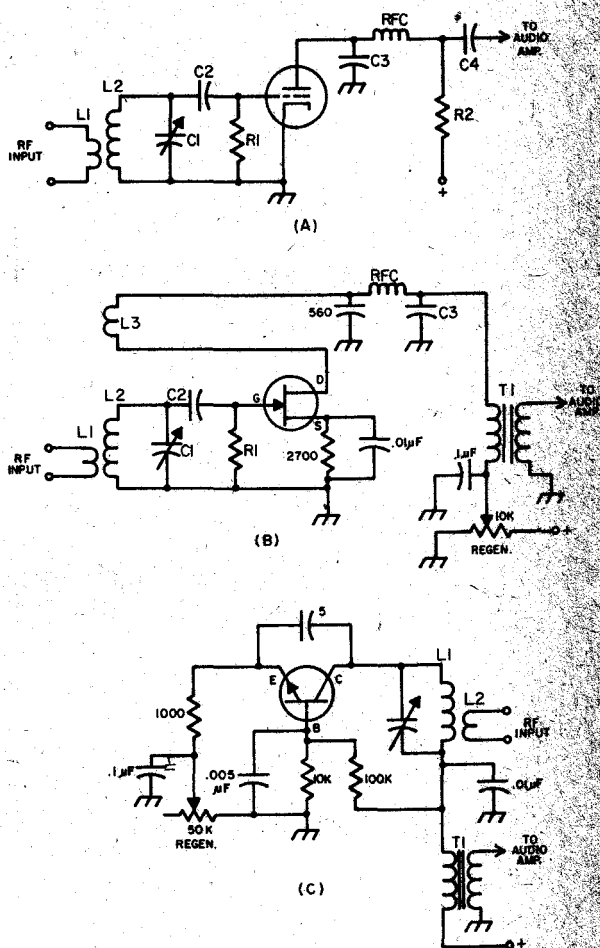 RFC
TO
AUDIO
AMP.
C3
C4
C2
L2
L1
R2
RF
INPUT
C1
R1
+
(A)
RFC
560
C3
L3
D
T1
TO
AUDIO
AMP.
L2
C2
G
L1
S
.01µF
RF
INPUT
C1
R1
2700
.1µF
10K
+
REGEN.
(B)
5
L1
E
C
L2
1000
RF
INPUT
B
.1µF
.005
µF
10K
100K
.01µF
50K
REGEN.
T1
TO
AUDIO
AMP.
(C)
+